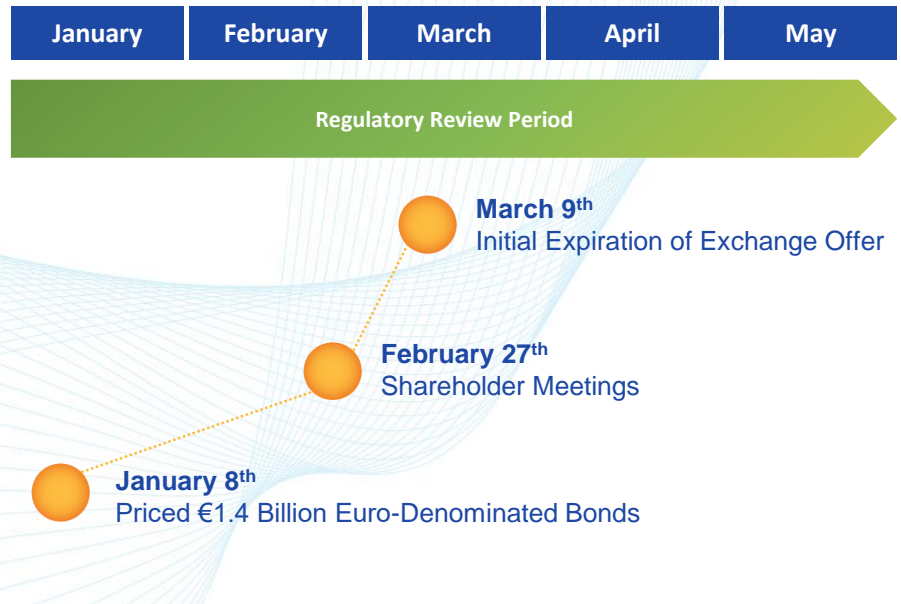 January February March April May
Regulatory Review Period
March 9th
Initial Expiration of Exchange Offer
February 27th
Shareholder Meetings
January 8th
Priced €1.4 Billion Euro-Denominated Bonds